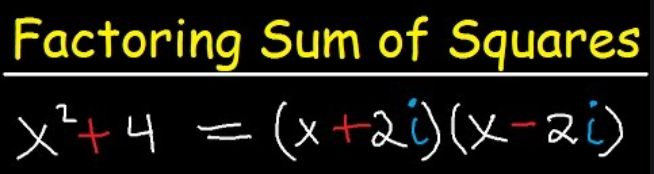 Factoring Sum of Squares
x²+4 = (x+2i)(x-2i)